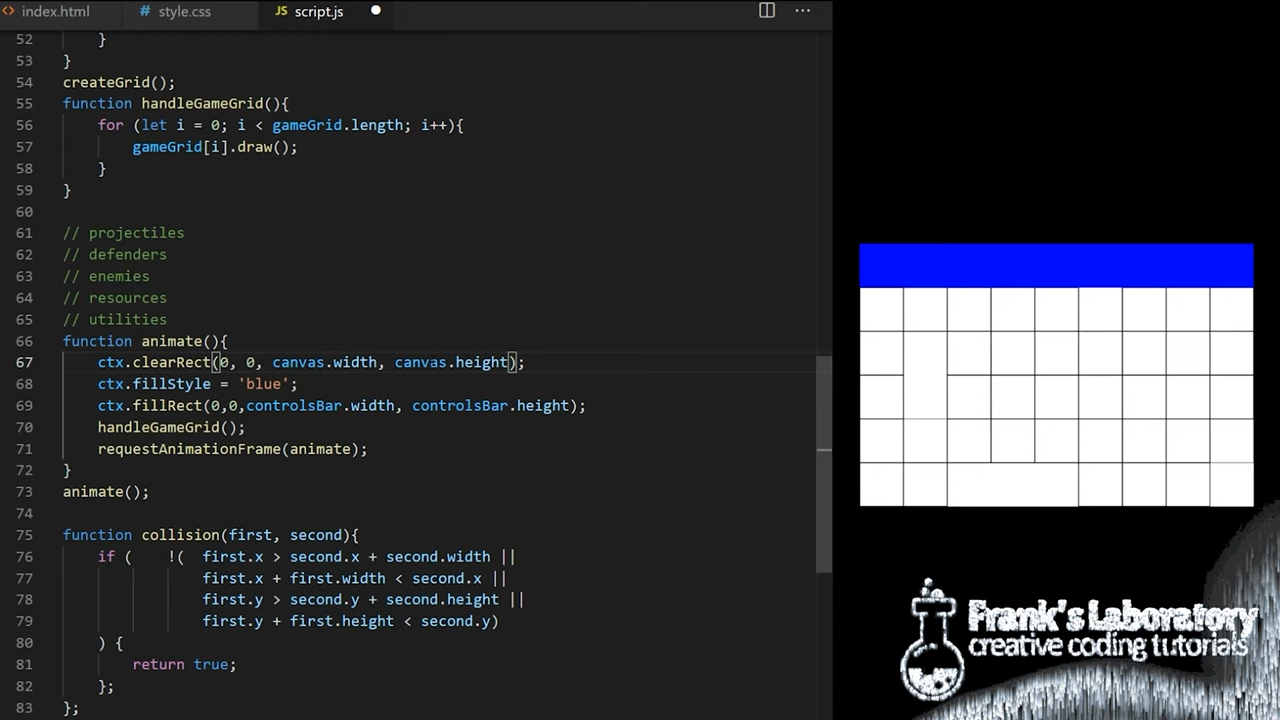 index.html style.css JS script.js
52 }
53 }
54 createGrid();
55 function handleGameGrid(){
56 for (let i = 0; i < gameGrid.length; i++){
57 gameGrid[i].draw();
58 }
59 }
60
61 // projectiles
62 // defenders
63 // enemies
64 // resources
65 // utilities
66 function animate(){
67 ctx.clearRect(0, 0, canvas.width, canvas.height);
68 ctx.fillStyle = 'blue';
69 ctx.fillRect(0,0,controlsBar.width, controlsBar.height);
70 handleGameGrid();
71 requestAnimationFrame(animate);
72 }
73 animate();
74
75 function collision(first, second){
76 if ( !( first.x > second.x + second.width ||
77 first.x + first.width < second.x ||
78 first.y > second.y + second.height ||
79 first.y + first.height < second.y)
80 ) {
81 return true;
82 };
83 };
Frank's Laboratory
creative coding tutorials